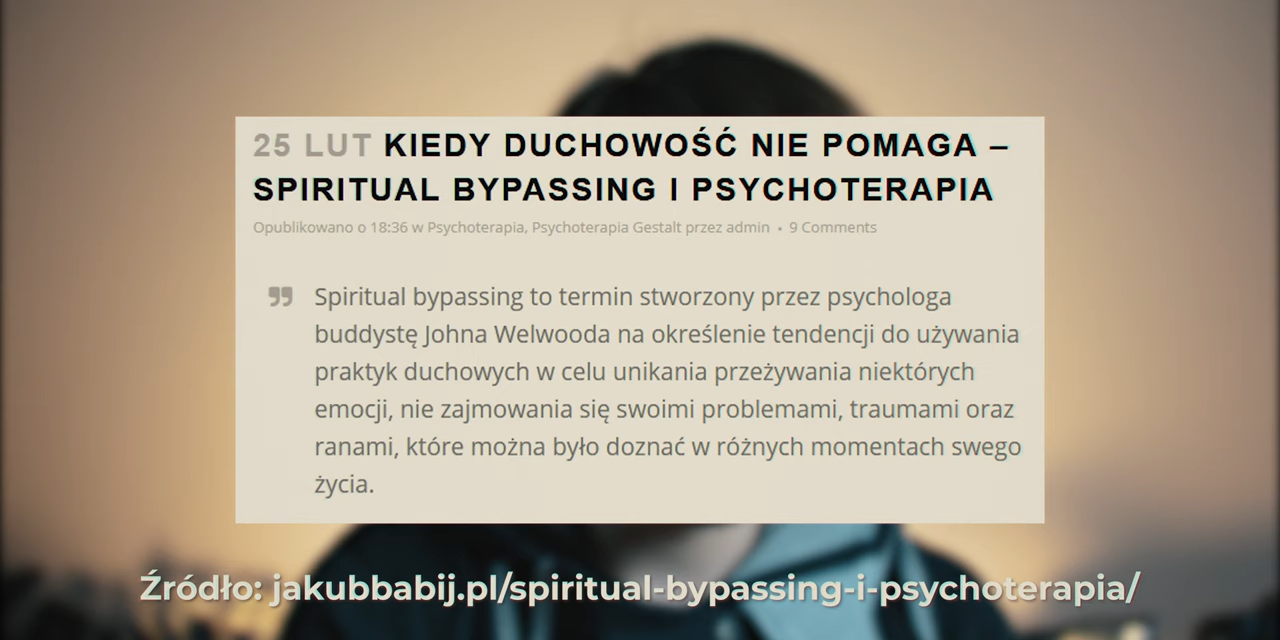 25 LUT KIEDY DUCHOWOŚĆ NIE POMAGA –
SPIRITUAL BYPASSING I PSYCHOTERAPIA
Opublikowano o 18:36 w Psychoterapia, Psychoterapia Gestalt przez admin • 9 Comments
Spiritual bypassing to termin stworzony przez psychologa
buddystę Johna Welwooda na określenie tendencji do używania
praktyk duchowych w celu unikania przeżywania niektórych
emocji, nie zajmowania się swoimi problemami, traumami oraz
ranami, które można było doznać w różnych momentach swego
życia.
Źródło: jakubbabij.pl/spiritual-bypassing-i-psychoterapia/